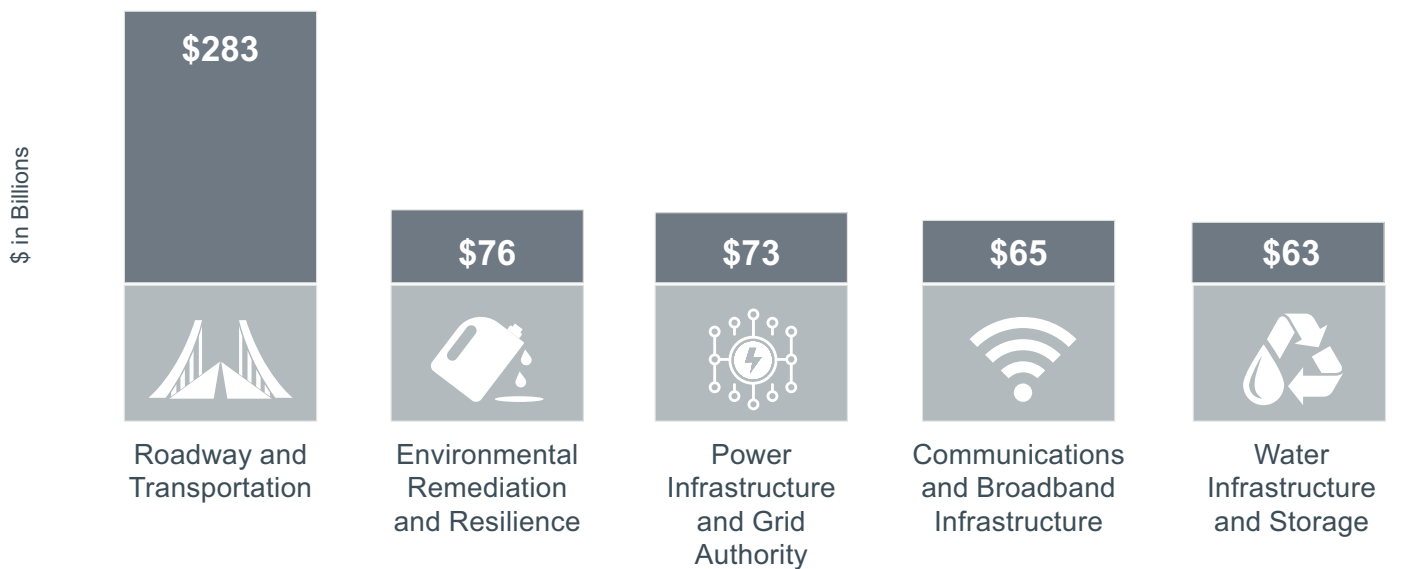 $ in Billions
$283
$76
$73
$65
$63
Roadway and
Transportation
Environmental
Remediation
and Resilience
Power
Infrastructure
and Grid
Authority
Communications
and Broadband
Infrastructure
Water
Infrastructure
and Storage